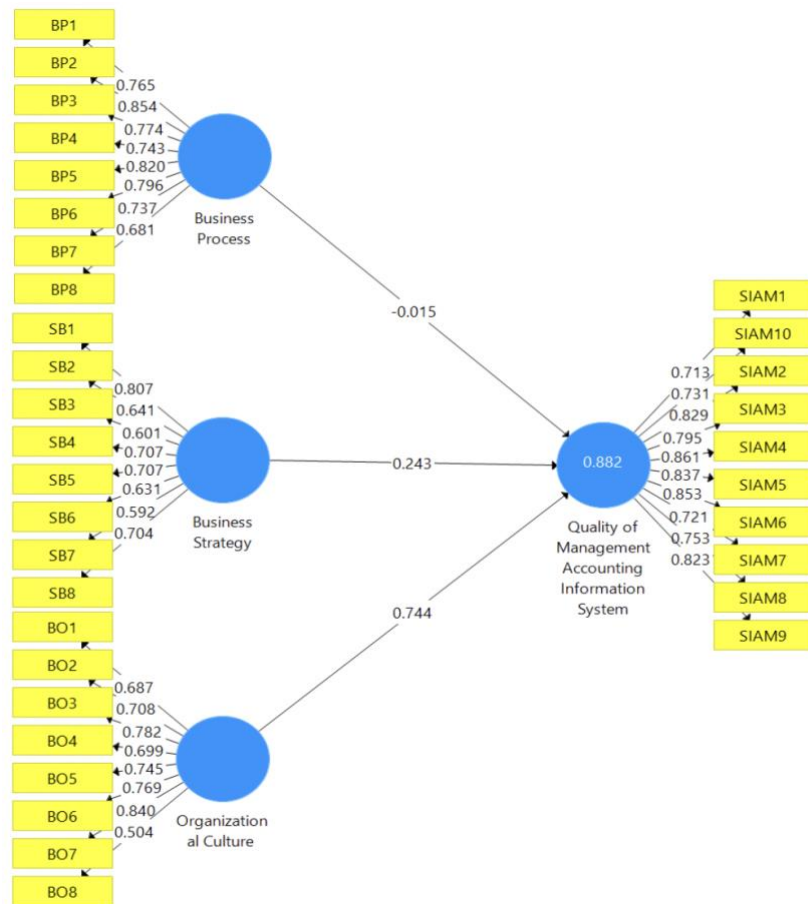 BP1
BP2
BP3
BP4
BP5
BP6
BP7
BP8
0.765
0.854
0.774
0.743
0.820
0.796
0.737
0.681
Business
Process
-0.015
SB1
SB2
SB3
SB4
SB5
SB6
SB7
SB8
0.807
0.641
0.601
0.707
0.707
0.631
0.592
0.704
Business
Strategy
0.243
BO1
BO2
BO3
BO4
BO5
BO6
BO7
BO8
0.687
0.708
0.782
0.699
0.745
0.769
0.840
0.504
Organization
al Culture
0.744
0.882
Quality of
Management
Accounting
Information
System
0.713
0.731
0.829
0.795
0.861
0.837
0.853
0.721
0.753
0.823
SIAM1
SIAM10
SIAM2
SIAM3
SIAM4
SIAM5
SIAM6
SIAM7
SIAM8
SIAM9